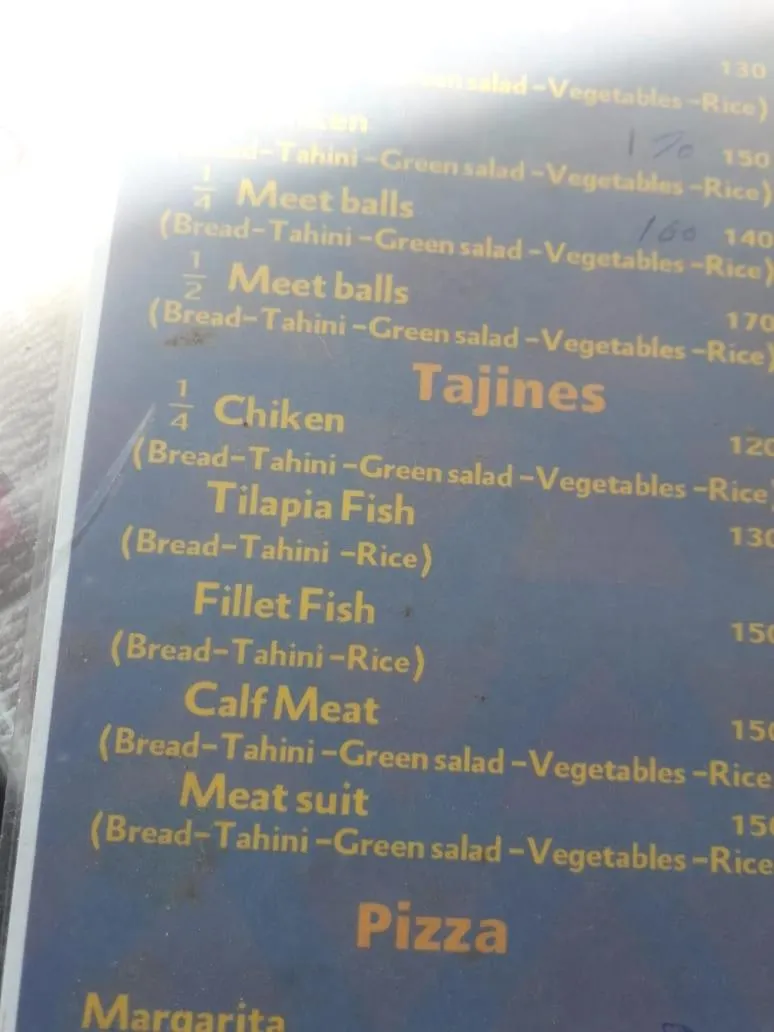 130
salad -Vegetables -Rice)
170 150
-Tahini -Green salad -Vegetables -Rice)
1/4 Meet balls 160 140
(Bread-Tahini -Green salad -Vegetables -Rice)
1/2 Meet balls 170
(Bread-Tahini -Green salad -Vegetables -Rice)
Tajines
1/4 Chiken 120
(Bread-Tahini -Green salad -Vegetables -Rice)
Tilapia Fish 130
(Bread-Tahini -Rice)
Fillet Fish 150
(Bread-Tahini -Rice)
Calf Meat 150
(Bread-Tahini -Green salad -Vegetables -Rice
Meat suit 150
(Bread-Tahini -Green salad -Vegetables -Rice
Pizza
Margarita